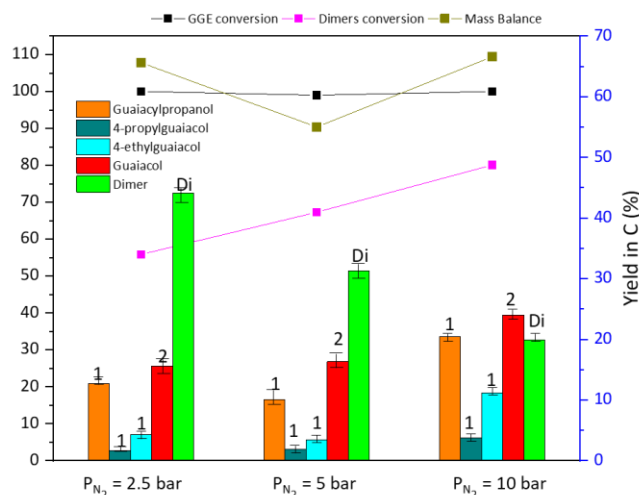 GGE conversion Dimers conversion Mass Balance
110
100
90
80
70
60
50
40
30
20
10
0
Guaiacylpropanol
4-propylguaiacol
4-ethylguaiacol
Guaiacol
Dimer
1
1
1
2
Di
1
1
1
2
Di
1
1
1
2
Di
70
60
50
40
30
20
10
0
Yield in C (%)
P_N₂ = 2.5 bar P_N₂ = 5 bar P_N₂ = 10 bar